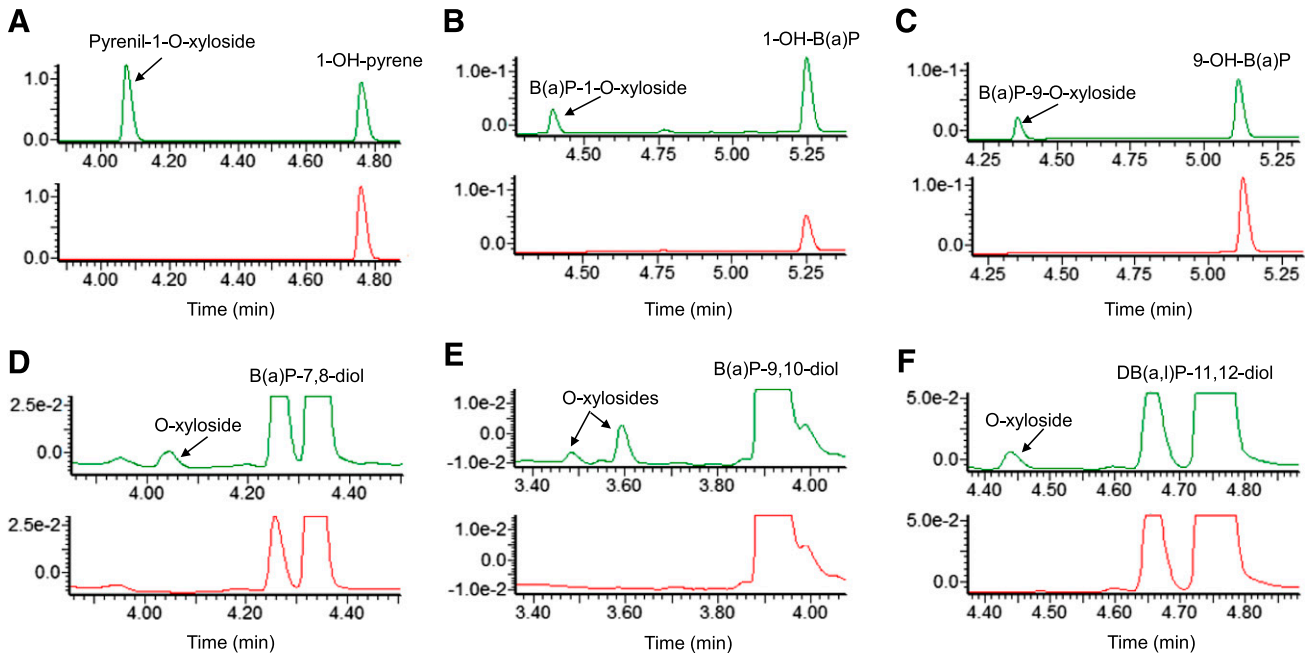 A
Pyrenil-1-O-xyloside
1-OH-pyrene
1.0
0.0
4.00 4.20 4.40 4.60 4.80
1.0
0.0
4.00 4.20 4.40 4.60 4.80
Time (min)
B
1-OH-B(a)P
1.0e-1
B(a)P-1-O-xyloside
0.0
4.50 4.75 5.00 5.25
1.0e-1
0.0
4.50 4.75 5.00 5.25
Time (min)
C
9-OH-B(a)P
1.0e-1
B(a)P-9-O-xyloside
0.0
4.25 4.50 4.75 5.00 5.25
1.0e-1
0.0
4.25 4.50 4.75 5.00 5.25
Time (min)
D
B(a)P-7,8-diol
2.5e-2
O-xyloside
0.0
4.00 4.20 4.40
2.5e-2
0.0
4.00 4.20 4.40
Time (min)
E
B(a)P-9,10-diol
1.0e-2
O-xylosides
0.0
-1.0e-2
3.40 3.60 3.80 4.00
1.0e-2
0.0
-1.0e-2
3.40 3.60 3.80 4.00
Time (min)
F
DB(a,l)P-11,12-diol
5.0e-2
O-xyloside
0.0
4.40 4.50 4.60 4.70 4.80
5.0e-2
0.0
4.40 4.50 4.60 4.70 4.80
Time (min)